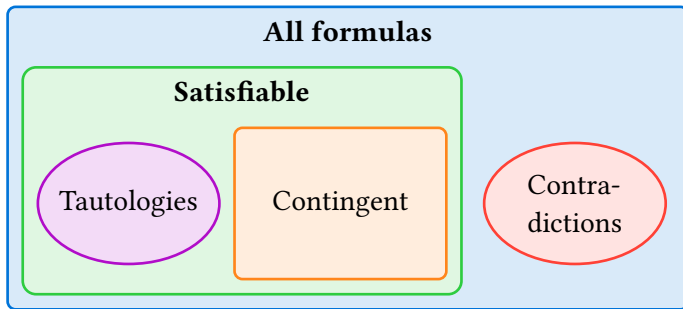 All formulas
Satisfiable
Tautologies
Contingent
Contra-
dictions